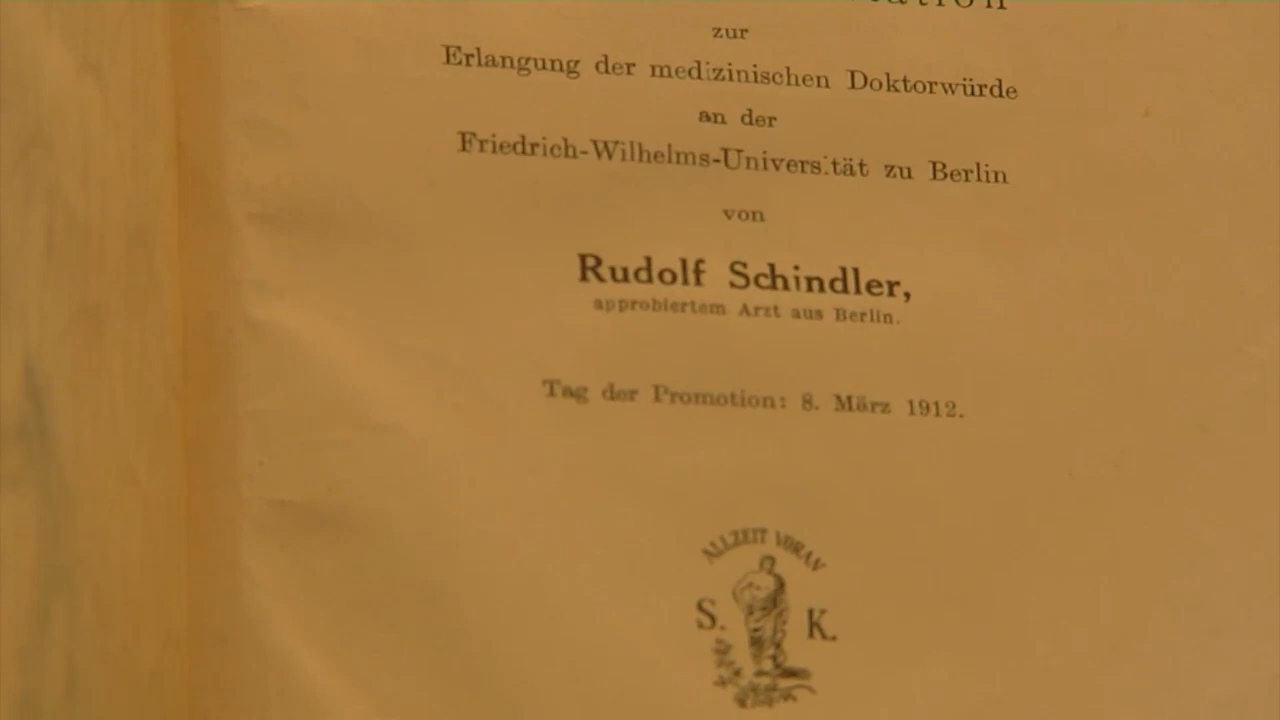 zur
Erlangung der medizinischen Doktorwürde
an der
Friedrich-Wilhelms-Universität zu Berlin
von
Rudolf Schindler,
approbiertem Arzt aus Berlin.
Tag der Promotion: 8. März 1912.
ALLZEIT VORAN
S. K.